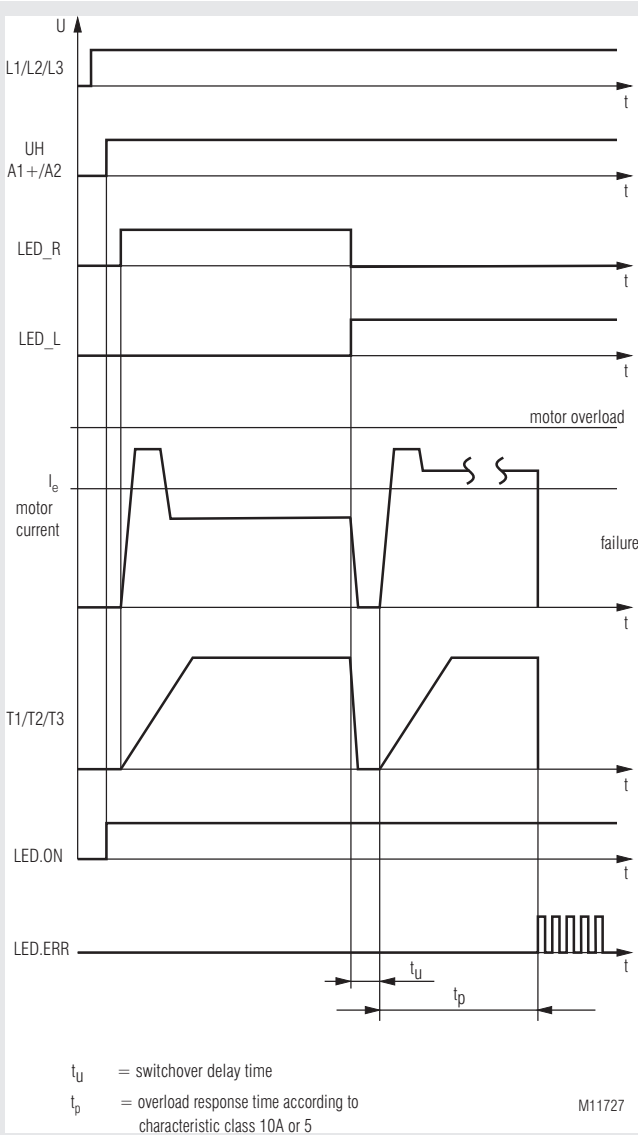 U
L1/L2/L3
t
UH
A1+/A2
t
LED_R
t
LED_L
t
motor overload
Ie
motor
current
failure
t
T1/T2/T3
t
LED.ON
t
LED.ERR
t
tu
tp
tu = switchover delay time
tp = overload response time according to
characteristic class 10A or 5
M11727